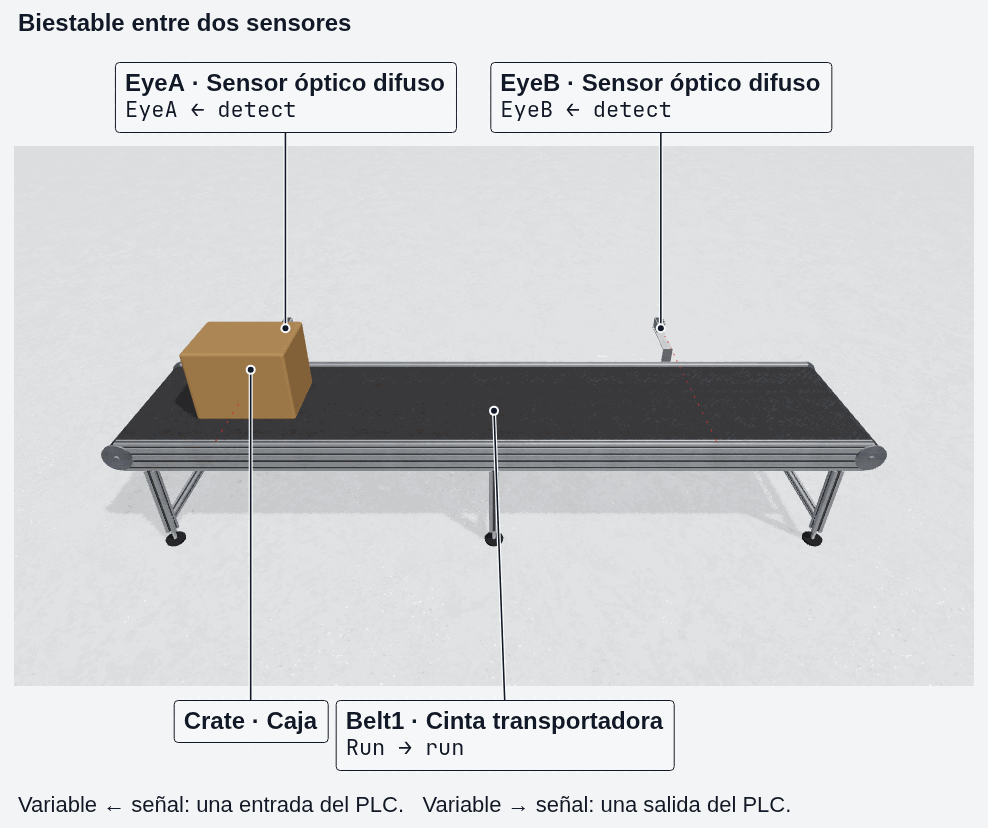 Biestable entre dos sensores
EyeA · Sensor óptico difuso
EyeA ← detect
EyeB · Sensor óptico difuso
EyeB ← detect
Crate · Caja
Belt1 · Cinta transportadora
Run → run
Variable ← señal: una entrada del PLC. Variable → señal: una salida del PLC.